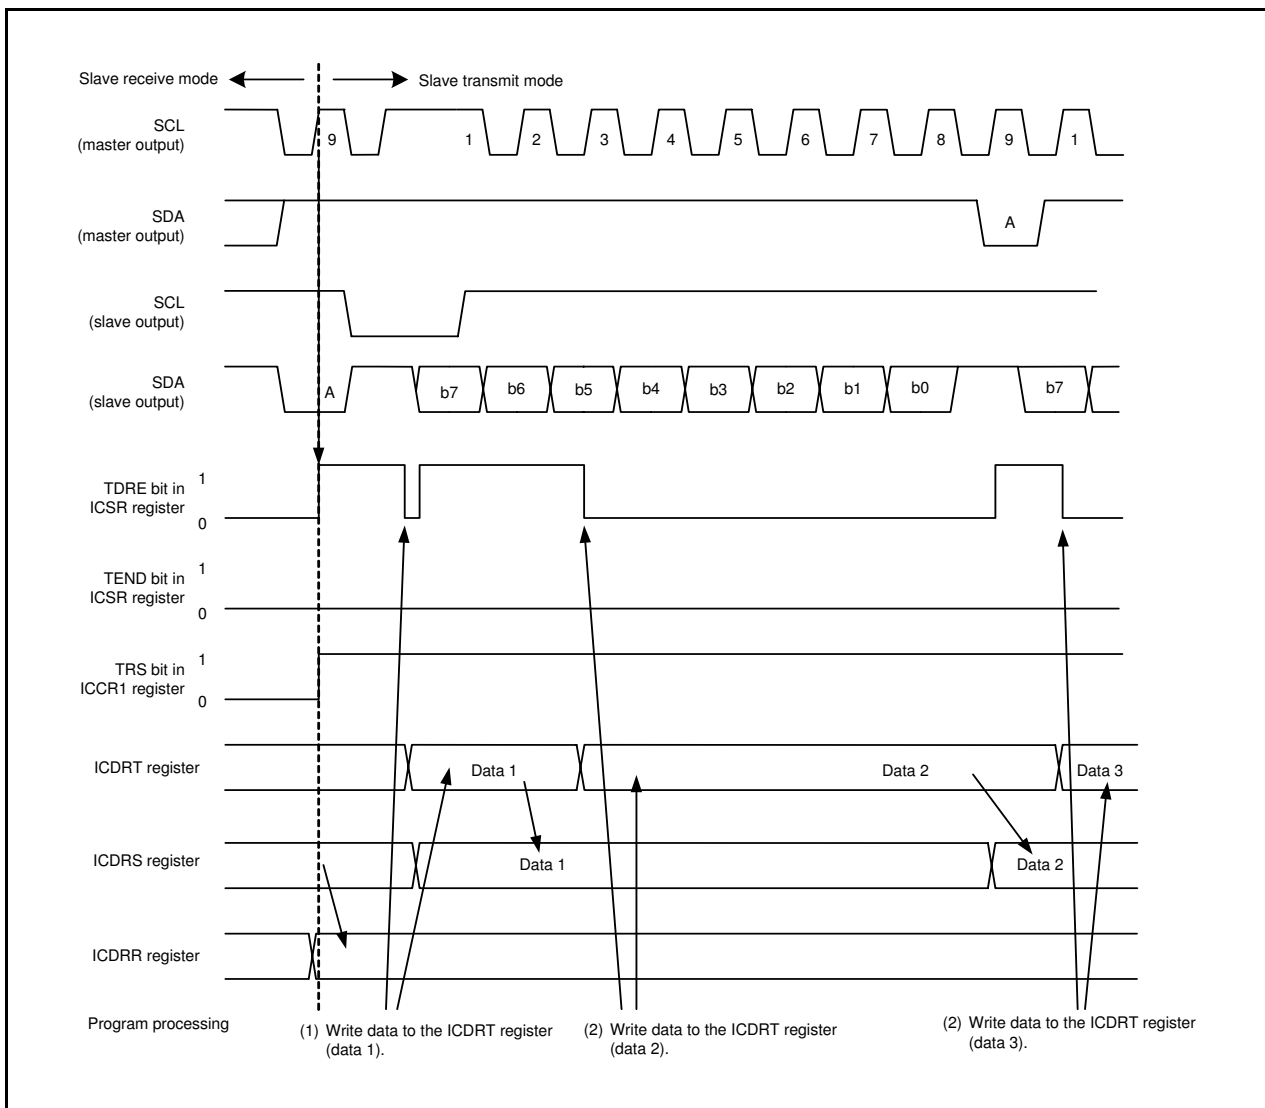 Slave receive mode
Slave transmit mode
SCL
(master output)
9 1 2 3 4 5 6 7 8 9 1
SDA
(master output)
A
SCL
(slave output)
SDA
(slave output)
A b7 b6 b5 b4 b3 b2 b1 b0 b7
TDRE bit in
ICSR register
1
0
TEND bit in
ICSR register
1
0
TRS bit in
ICCR1 register
1
0
ICDRT register
Data 1 Data 2 Data 3
ICDRS register
Data 1 Data 2
ICDRR register
Program processing
(1) Write data to the ICDRT register
(data 1).
(2) Write data to the ICDRT register
(data 2).
(2) Write data to the ICDRT register
(data 3).